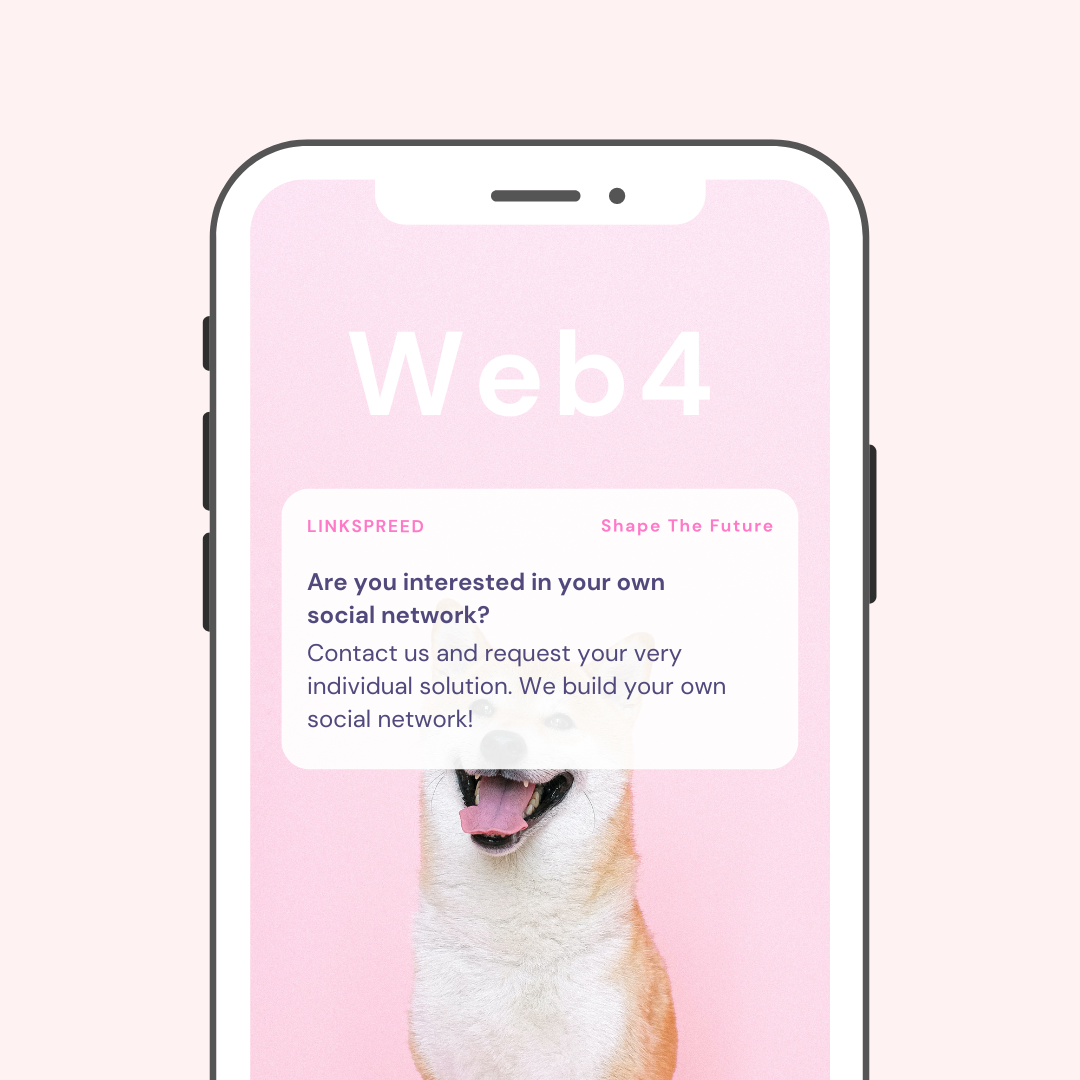 Web4
LINKSPREED Shape The Future
Are you interested in your own
social network?
Contact us and request your very
individual solution. We build your own
social network!